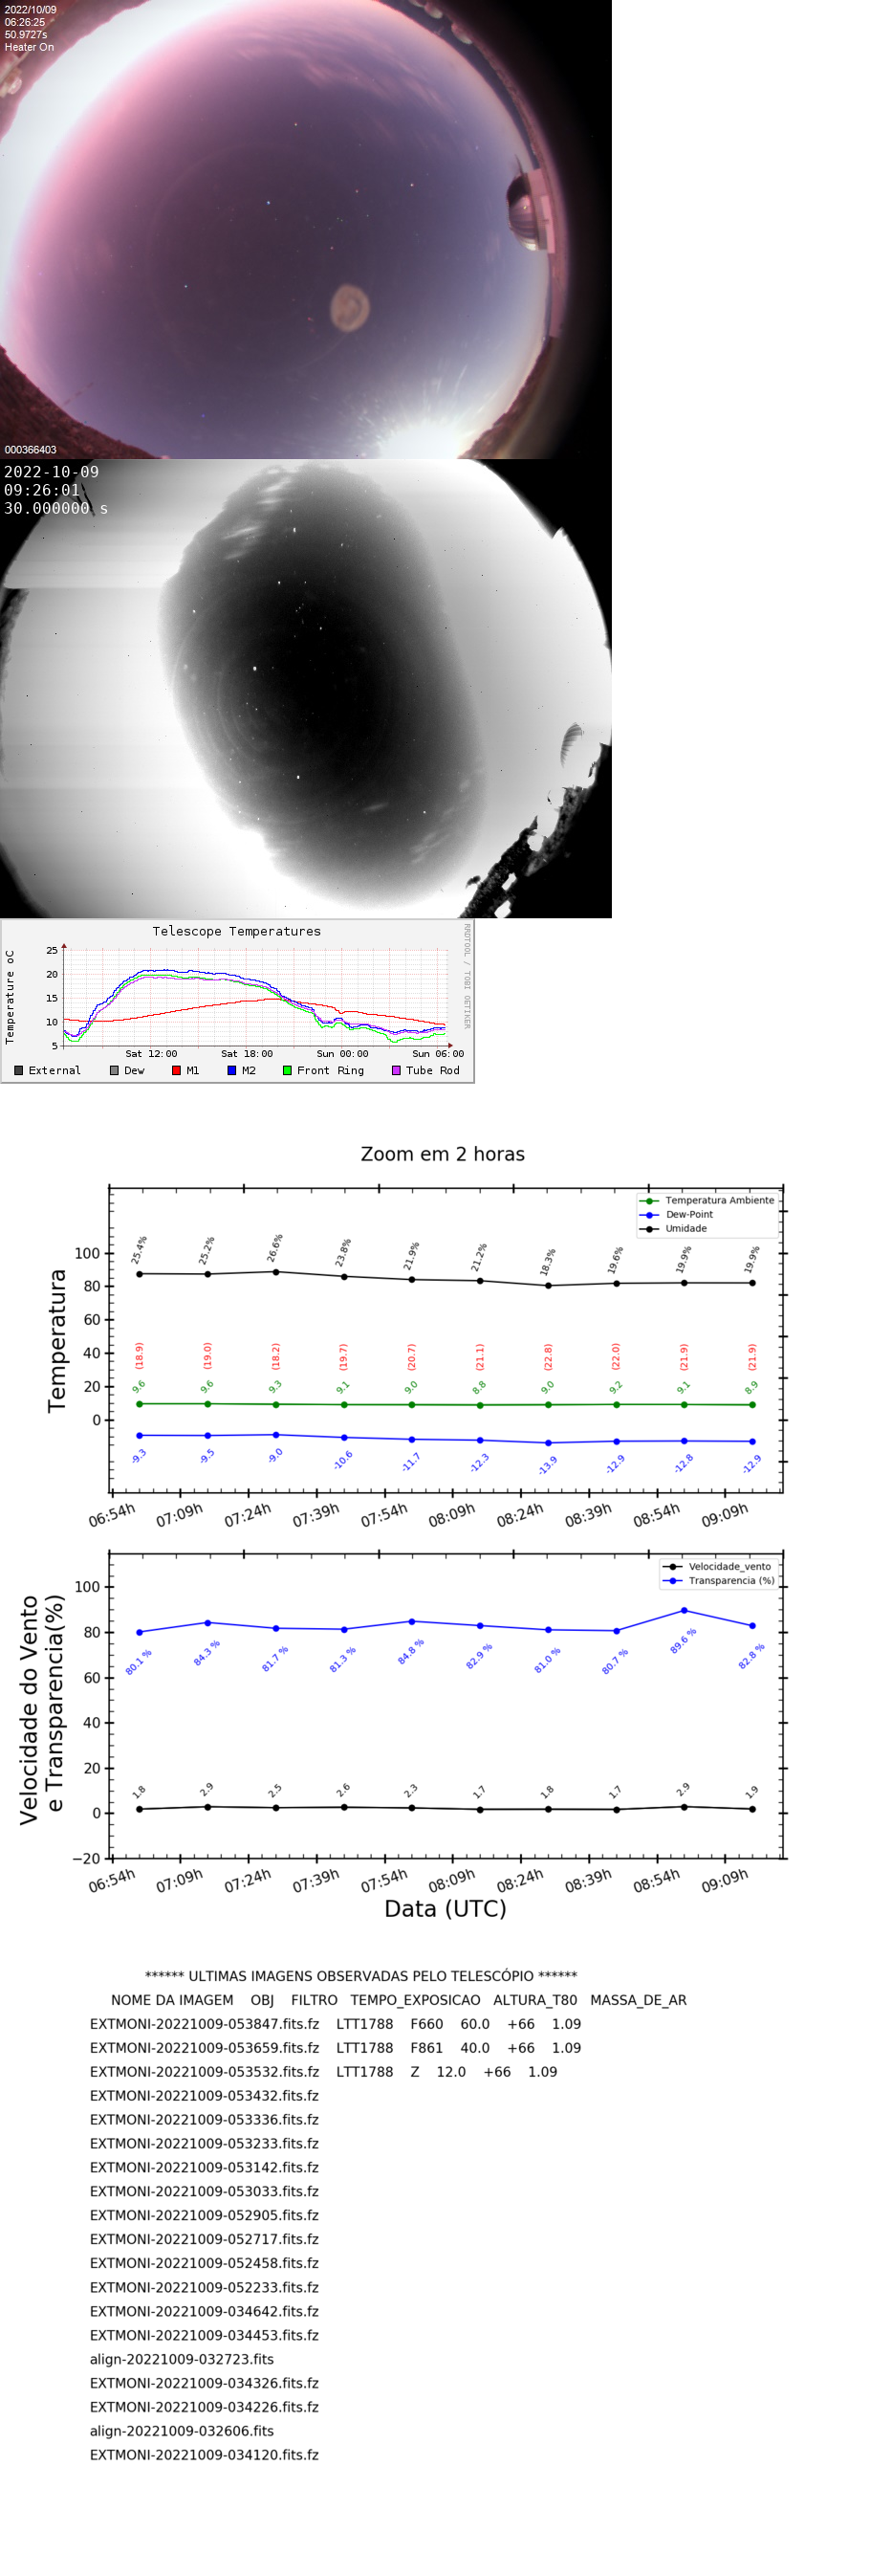 2022/10/09
06:26:25
50.9727s
Heater On
000366403
2022-10-09
09:26:01
30.000000 s
Telescope Temperatures
RRDTOOL / TOBI OETIKER
Temperature oC
25
20
15
10
5
Sat 12:00 Sat 18:00 Sun 00:00 Sun 06:00
External Dew M1 M2 Front Ring Tube Rod
Zoom em 2 horas
Temperatura Ambiente
Dew-Point
Umidade
Temperatura
100
80
60
40
20
0
25.4% 25.2% 26.6% 23.8% 21.9% 21.2% 18.3% 19.6% 19.9% 19.9%
(18.9) (19.0) (18.2) (19.7) (20.7) (21.1) (22.8) (22.0) (21.9) (21.9)
9.6 9.6 9.3 9.1 9.0 8.8 9.0 9.2 9.1 8.9
-9.3 -9.5 -9.0 -10.6 -11.7 -12.3 -13.9 -12.9 -12.8 -12.9
06:54h 07:09h 07:24h 07:39h 07:54h 08:09h 08:24h 08:39h 08:54h 09:09h
Velocidade_vento
Transparencia (%)
Velocidade do Vento
e Transparencia(%)
100
80
60
40
20
0
−20
80.1 % 84.3 % 81.7 % 81.3 % 84.8 % 82.9 % 81.0 % 80.7 % 89.6 % 82.8 %
1.8 2.9 2.5 2.6 2.3 1.7 1.8 1.7 2.9 1.9
06:54h 07:09h 07:24h 07:39h 07:54h 08:09h 08:24h 08:39h 08:54h 09:09h
Data (UTC)
****** ULTIMAS IMAGENS OBSERVADAS PELO TELESCÓPIO ******
NOME DA IMAGEM OBJ FILTRO TEMPO_EXPOSICAO ALTURA_T80 MASSA_DE_AR
EXTMONI-20221009-053847.fits.fz LTT1788 F660 60.0 +66 1.09
EXTMONI-20221009-053659.fits.fz LTT1788 F861 40.0 +66 1.09
EXTMONI-20221009-053532.fits.fz LTT1788 Z 12.0 +66 1.09
EXTMONI-20221009-053432.fits.fz
EXTMONI-20221009-053336.fits.fz
EXTMONI-20221009-053233.fits.fz
EXTMONI-20221009-053142.fits.fz
EXTMONI-20221009-053033.fits.fz
EXTMONI-20221009-052905.fits.fz
EXTMONI-20221009-052717.fits.fz
EXTMONI-20221009-052458.fits.fz
EXTMONI-20221009-052233.fits.fz
EXTMONI-20221009-034642.fits.fz
EXTMONI-20221009-034453.fits.fz
align-20221009-032723.fits
EXTMONI-20221009-034326.fits.fz
EXTMONI-20221009-034226.fits.fz
align-20221009-032606.fits
EXTMONI-20221009-034120.fits.fz